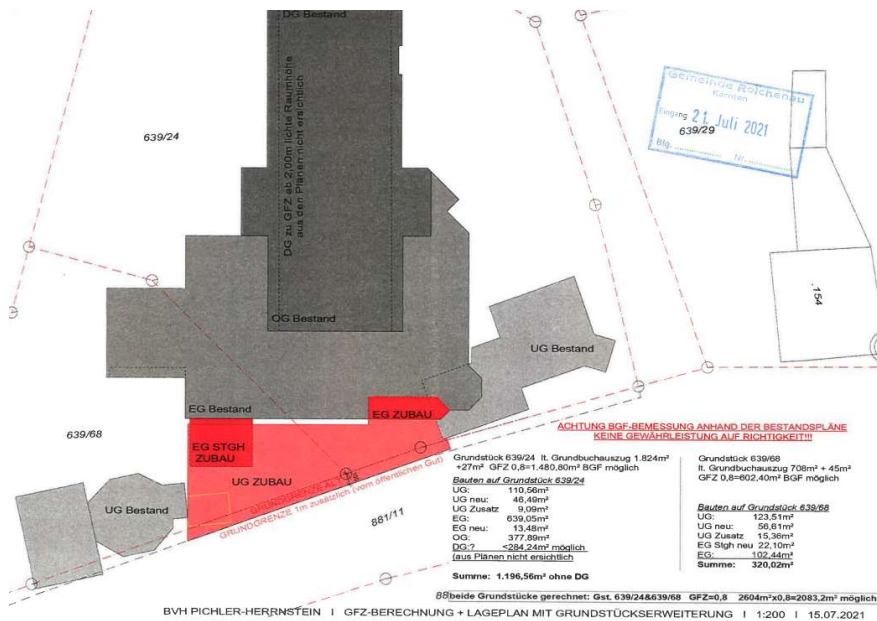 DG Bestand
Gemeinde Reichenau
Kärnten
Eingang 21. Juli 2021
639/29
Blg. Nr.
639/24
DG zu GFZ ab 2,00m lichte Raumhöhe
aus den Plänen nicht ersichtlich
.154
OG Bestand
UG Bestand
EG Bestand
EG ZUBAU
639/68
EG STGH
ZUBAU
UG ZUBAU
GRUNDGRENZE ALT
GRUNDGRENZE 1m zusätzlich (vom öffentlichen Gut)
UG Bestand
881/11
ACHTUNG BGF-BEMESSUNG ANHAND DER BESTANDSPLÄNE
KEINE GEWÄHRLEISTUNG AUF RICHTIGKEIT!!!
Grundstück 639/24 lt. Grundbuchauszug 1.824m²
+27m² GFZ 0,8=1.480,80m² BGF möglich
Bauten auf Grundstück 639/24
UG: 110,56m²
UG neu: 46,49m²
UG Zusatz 9,09m²
EG: 639,05m²
EG neu: 13,48m²
OG: 377,89m²
DG:? <284,24m² möglich
(aus Plänen nicht ersichtlich
Summe: 1.196,56m² ohne DG
Grundstück 639/68
lt. Grundbuchauszug 708m² + 45m²
GFZ 0,8=602,40m² BGF möglich
Bauten auf Grundstück 639/68
UG: 123,51m²
UG neu: 56,61m²
UG Zusatz 15,36m²
EG Stgh neu 22,10m²
EG: 102,44m²
Summe: 320,02m²
88
beide Grundstücke gerechnet: Gst. 639/24&639/68 GFZ=0,8 2604m²x0,8=2083,2m² möglich
BVH PICHLER-HERRNSTEIN I GFZ-BERECHNUNG + LAGEPLAN MIT GRUNDSTÜCKSERWEITERUNG I 1:200 I 15.07.2021